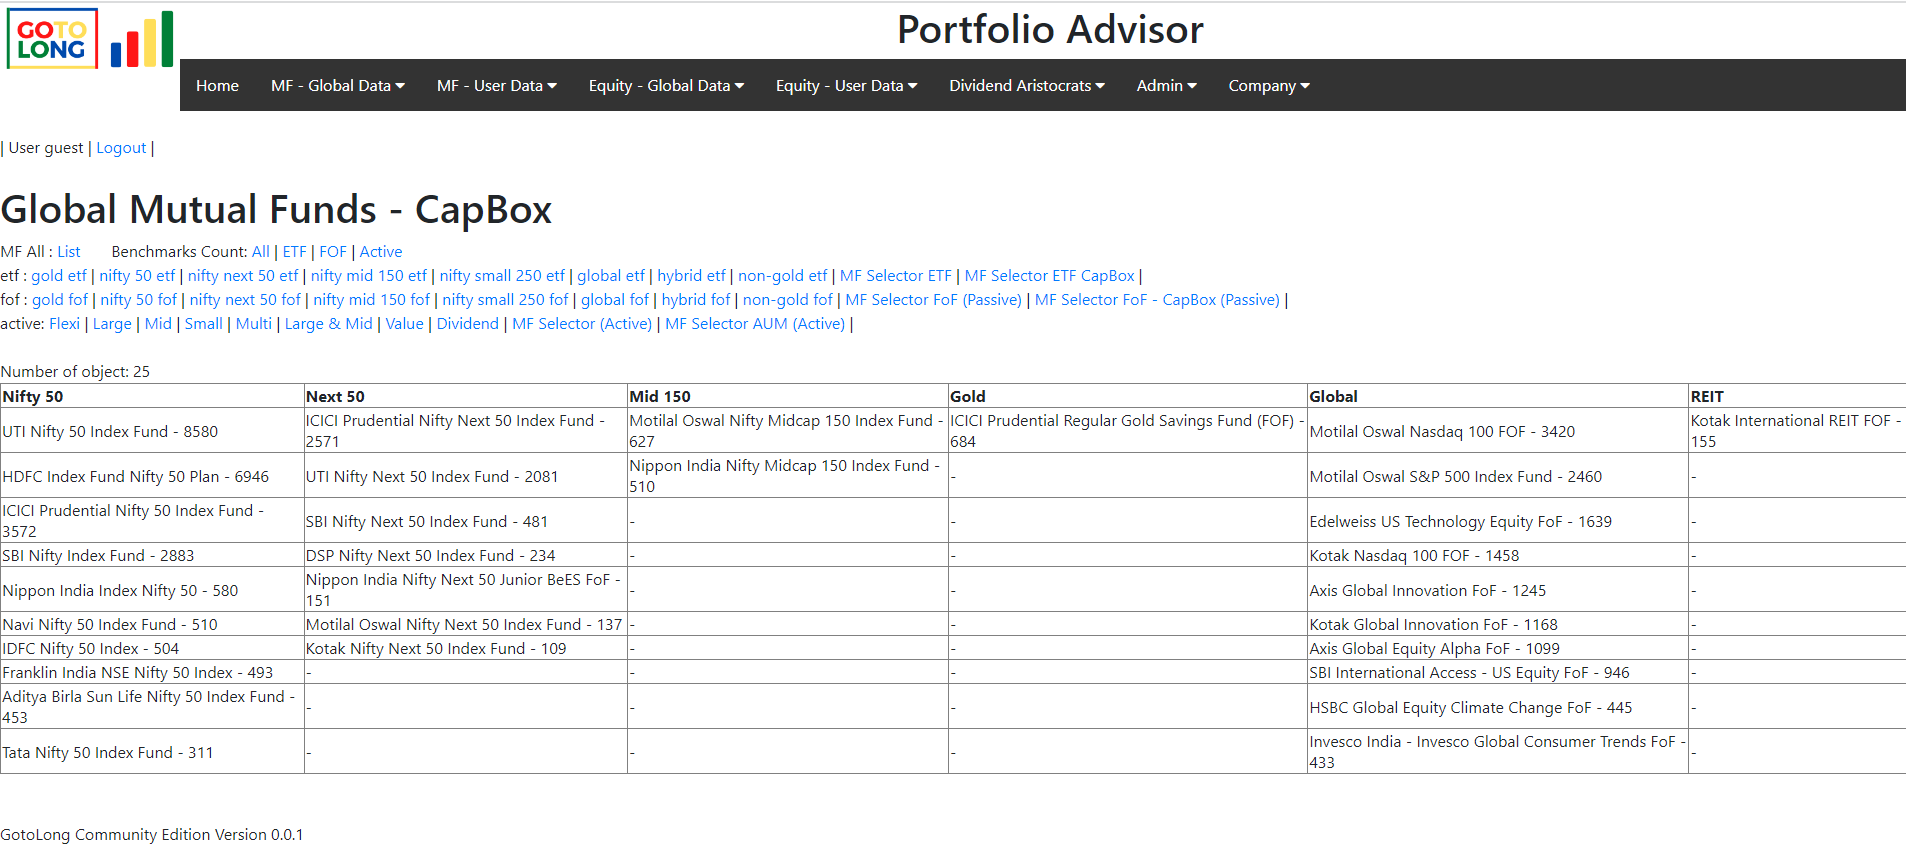 GOTO
LONG
Portfolio Advisor
Home MF - Global Data MF - User Data Equity - Global Data Equity - User Data Dividend Aristocrats Admin Company
| User guest | Logout |
Global Mutual Funds - CapBox
MF All : List Benchmarks Count: All | ETF | FOF | Active
etf : gold etf | nifty 50 etf | nifty next 50 etf | nifty mid 150 etf | nifty small 250 etf | global etf | hybrid etf | non-gold etf | MF Selector ETF | MF Selector ETF CapBox |
fof : gold fof | nifty 50 fof | nifty next 50 fof | nifty mid 150 fof | nifty small 250 fof | global fof | hybrid fof | non-gold fof | MF Selector FoF (Passive) | MF Selector FoF - CapBox (Passive) |
active: Flexi | Large | Mid | Small | Multi | Large & Mid | Value | Dividend | MF Selector (Active) | MF Selector AUM (Active) |
Number of object: 25
Nifty 50 Next 50 Mid 150 Gold Global REIT
UTI Nifty 50 Index Fund - 8580 ICICI Prudential Nifty Next 50 Index Fund - 2571 Motilal Oswal Nifty Midcap 150 Index Fund - 627 ICICI Prudential Regular Gold Savings Fund (FOF) - 684 Motilal Oswal Nasdaq 100 FOF - 3420 Kotak International REIT FOF - 155
HDFC Index Fund Nifty 50 Plan - 6946 UTI Nifty Next 50 Index Fund - 2081 Nippon India Nifty Midcap 150 Index Fund - 510 - Motilal Oswal S&P 500 Index Fund - 2460 -
ICICI Prudential Nifty 50 Index Fund - 3572 SBI Nifty Next 50 Index Fund - 481 - - Edelweiss US Technology Equity FoF - 1639 -
SBI Nifty Index Fund - 2883 DSP Nifty Next 50 Index Fund - 234 - - Kotak Nasdaq 100 FOF - 1458 -
Nippon India Index Nifty 50 - 580 Nippon India Nifty Next 50 Junior BeES FoF - 151 - - Axis Global Innovation FoF - 1245 -
Navi Nifty 50 Index Fund - 510 Motilal Oswal Nifty Next 50 Index Fund - 137 - - Kotak Global Innovation FoF - 1168 -
IDFC Nifty 50 Index - 504 Kotak Nifty Next 50 Index Fund - 109 - - Axis Global Equity Alpha FoF - 1099 -
Franklin India NSE Nifty 50 Index - 493 - - - SBI International Access - US Equity FoF - 946 -
Aditya Birla Sun Life Nifty 50 Index Fund - 453 - - - HSBC Global Equity Climate Change FoF - 445 -
Tata Nifty 50 Index Fund - 311 - - - Invesco India - Invesco Global Consumer Trends FoF - 433 -
GotoLong Community Edition Version 0.0.1